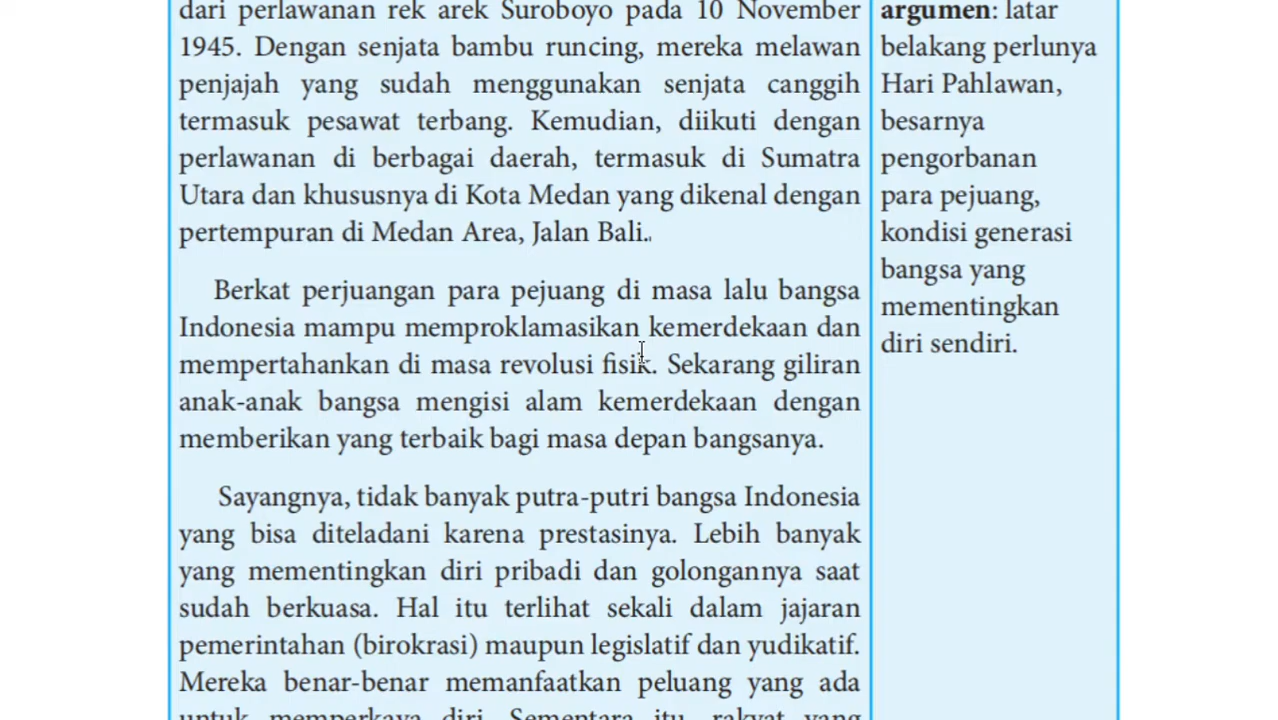 dari perlawanan rek arek Suroboyo pada 10 November
1945. Dengan senjata bambu runcing, mereka melawan
penjajah yang sudah menggunakan senjata canggih
termasuk pesawat terbang. Kemudian, diikuti dengan
perlawanan di berbagai daerah, termasuk di Sumatra
Utara dan khususnya di Kota Medan yang dikenal dengan
pertempuran di Medan Area, Jalan Bali..
Berkat perjuangan para pejuang di masa lalu bangsa
Indonesia mampu memproklamasikan kemerdekaan dan
mempertahankan di masa revolusi fisik. Sekarang giliran
anak-anak bangsa mengisi alam kemerdekaan dengan
memberikan yang terbaik bagi masa depan bangsanya.
Sayangnya, tidak banyak putra-putri bangsa Indonesia
yang bisa diteladani karena prestasinya. Lebih banyak
yang mementingkan diri pribadi dan golongannya saat
sudah berkuasa. Hal itu terlihat sekali dalam jajaran
pemerintahan (birokrasi) maupun legislatif dan yudikatif.
Mereka benar-benar memanfaatkan peluang yang ada
untuk memperkaya diri. Sementara itu, rakyat yang
argumen: latar
belakang perlunya
Hari Pahlawan,
besarnya
pengorbanan
para pejuang,
kondisi generasi
bangsa yang
mementingkan
diri sendiri.